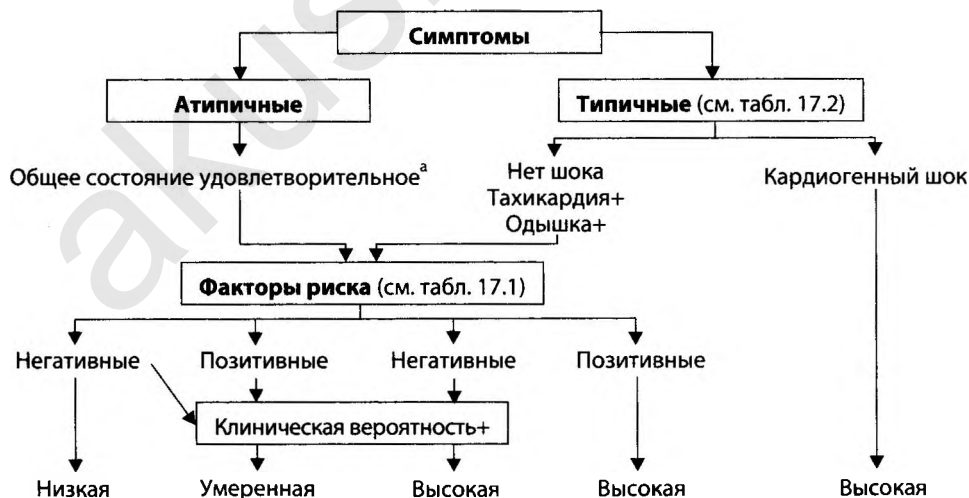 Симптомы
Атипичные
Типичные (см. табл. 17.2)
Общее состояние удовлетворительноеᵃ
Нет шока
Тахикардия+
Одышка+
Кардиогенный шок
Факторы риска (см. табл. 17.1)
Негативные Позитивные Негативные Позитивные
Клиническая вероятность+
Низкая Умеренная Высокая Высокая Высокая